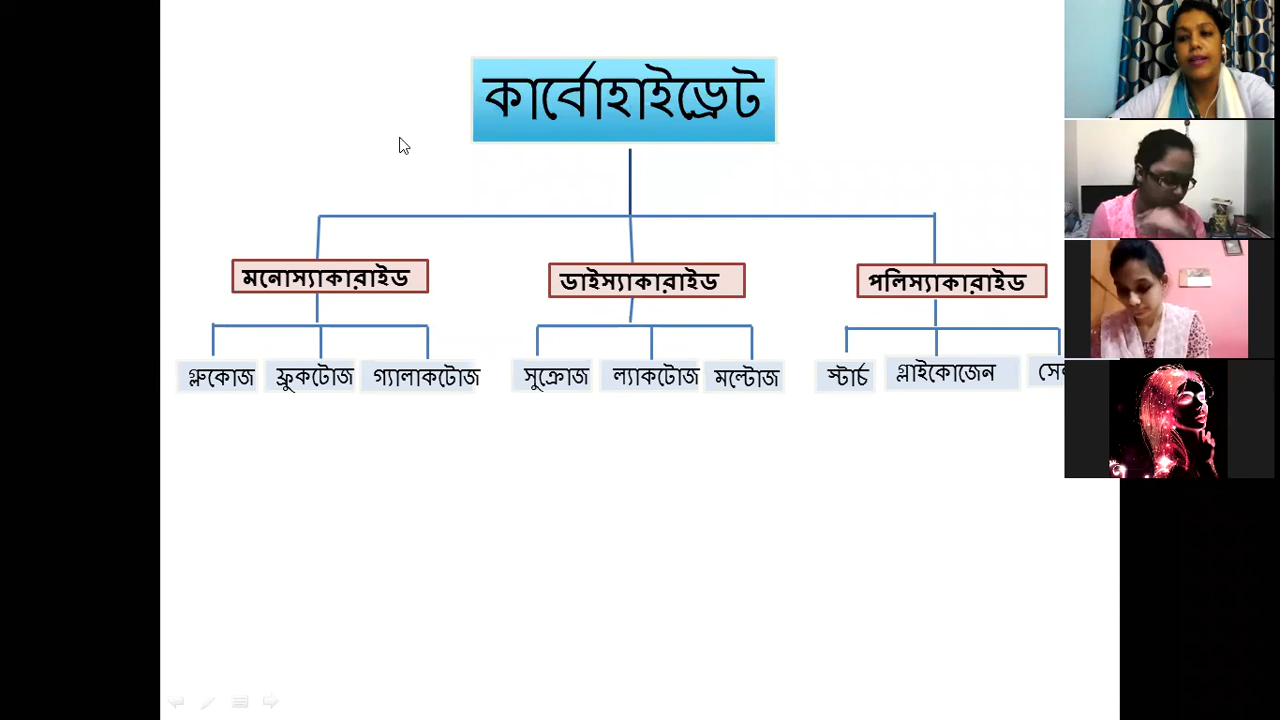 কার্বোহাইড্রেট
মনোস্যাকারাইড ডাইস্যাকারাইড পলিস্যাকারাইড
গ্লুকোজ ফ্রুকটোজ গ্যালাকটোজ সুক্রোজ ল্যাকটোজ মল্টোজ স্টার্চ গ্লাইকোজেন